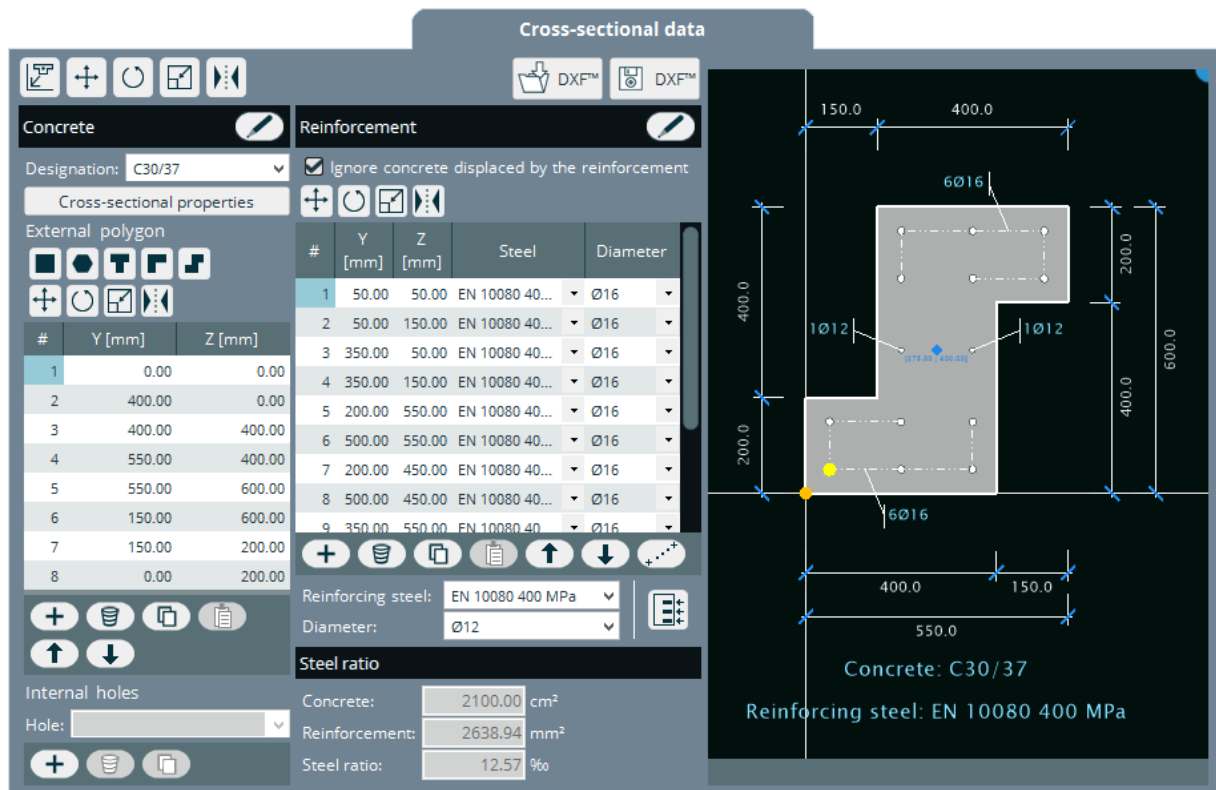 Cross-sectional data
DXF™ DXF™
Concrete
Designation: C30/37
Cross-sectional properties
External polygon
# Y [mm] Z [mm]
1 0.00 0.00
2 400.00 0.00
3 400.00 400.00
4 550.00 400.00
5 550.00 600.00
6 150.00 600.00
7 150.00 200.00
8 0.00 200.00
Internal holes
Hole:
Reinforcement
Ignore concrete displaced by the reinforcement
# Y [mm] Z [mm] Steel Diameter
1 50.00 50.00 EN 10080 40... Ø16
2 50.00 150.00 EN 10080 40... Ø16
3 350.00 50.00 EN 10080 40... Ø16
4 350.00 150.00 EN 10080 40... Ø16
5 200.00 550.00 EN 10080 40... Ø16
6 500.00 550.00 EN 10080 40... Ø16
7 200.00 450.00 EN 10080 40... Ø16
8 500.00 450.00 EN 10080 40... Ø16
9 350.00 550.00 EN 10080 40... Ø16
Reinforcing steel: EN 10080 400 MPa
Diameter: Ø12
Steel ratio
Concrete: 2100.00 cm²
Reinforcement: 2638.94 mm²
Steel ratio: 12.57 ‰
150.0 400.0
6Ø16
200.0
400.0
1Ø12 1Ø12
600.0
400.0
200.0
6Ø16
400.0 150.0
550.0
Concrete: C30/37
Reinforcing steel: EN 10080 400 MPa